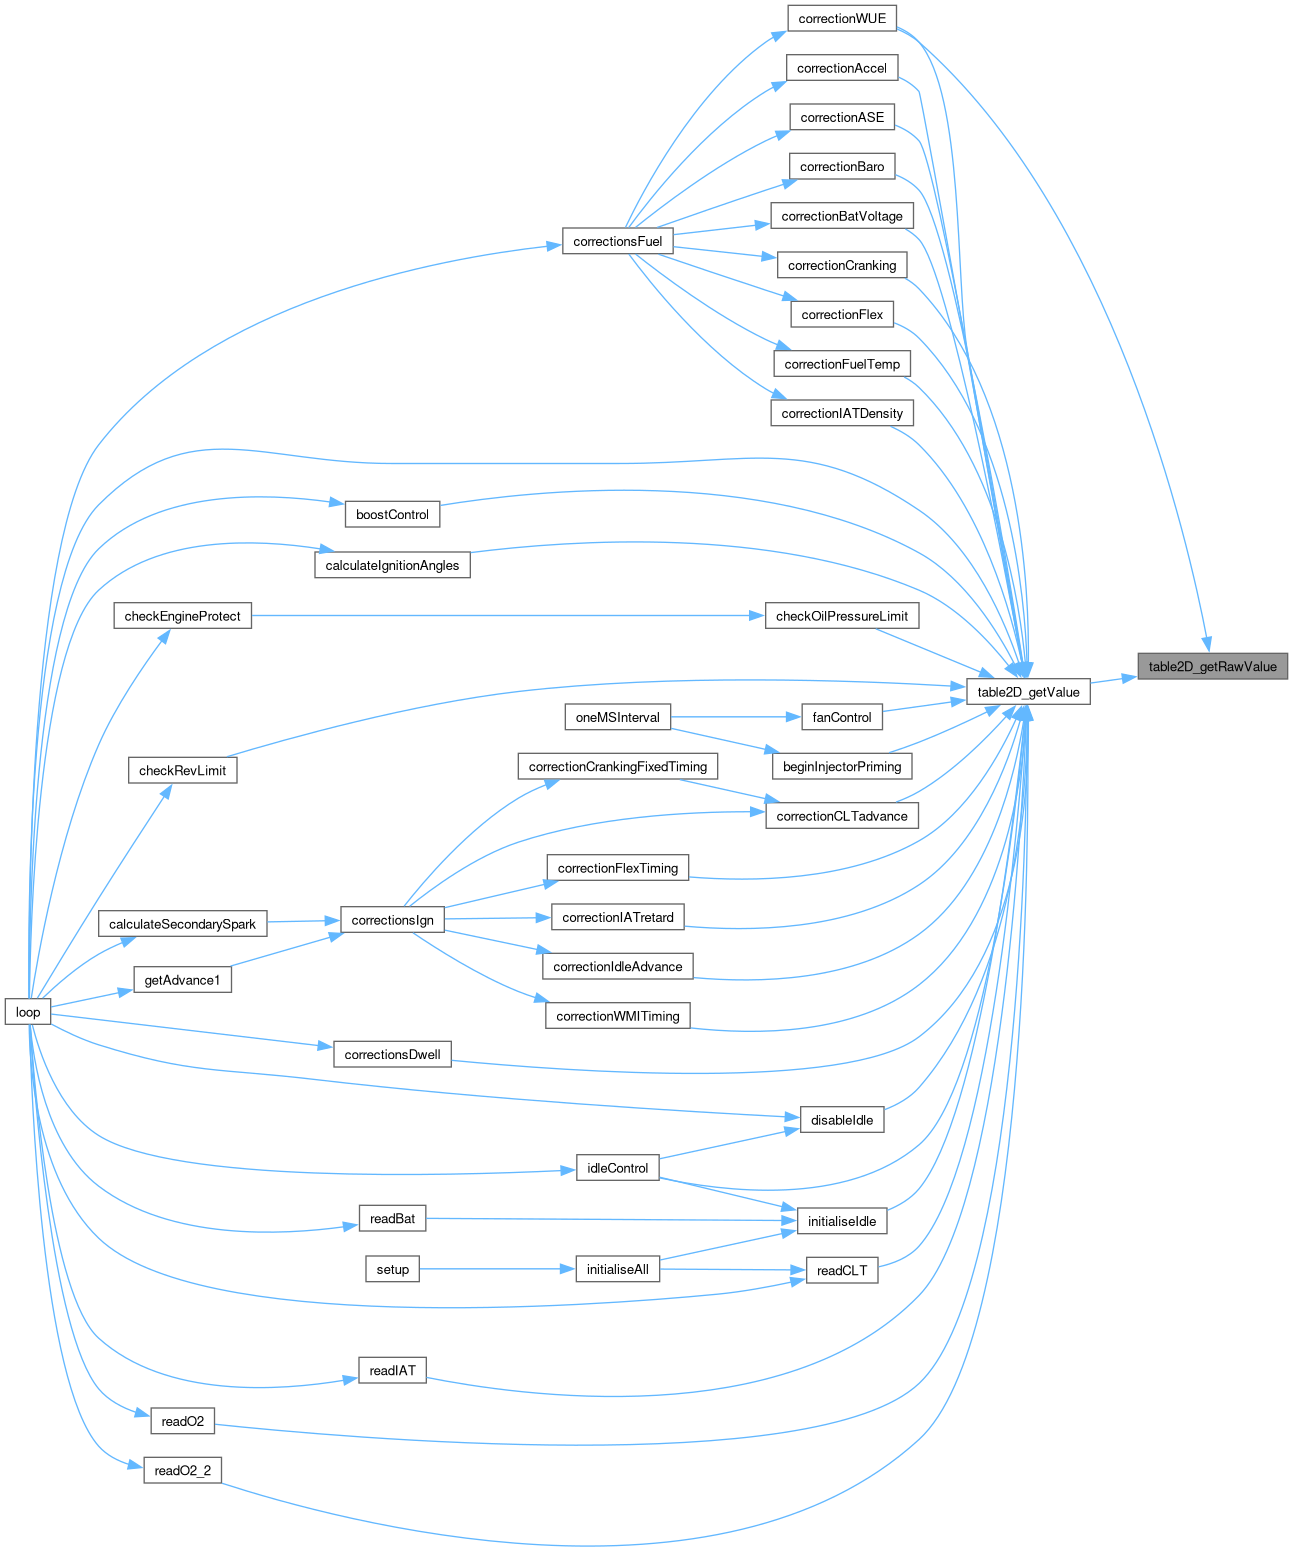 correctionWUE
correctionAccel
correctionASE
correctionBaro
correctionBatVoltage
correctionsFuel
correctionCranking
correctionFlex
correctionFuelTemp
correctionIATDensity
boostControl
calculateIgnitionAngles
checkEngineProtect
checkOilPressureLimit
table2D_getRawValue
table2D_getValue
oneMSInterval
fanControl
checkRevLimit
correctionCrankingFixedTiming
beginInjectorPriming
correctionCLTadvance
correctionFlexTiming
calculateSecondarySpark
correctionsIgn
correctionIATretard
getAdvance1
correctionIdleAdvance
loop
correctionWMITiming
correctionsDwell
disableIdle
idleControl
readBat
initialiseIdle
setup
initialiseAll
readCLT
readIAT
readO2
readO2_2